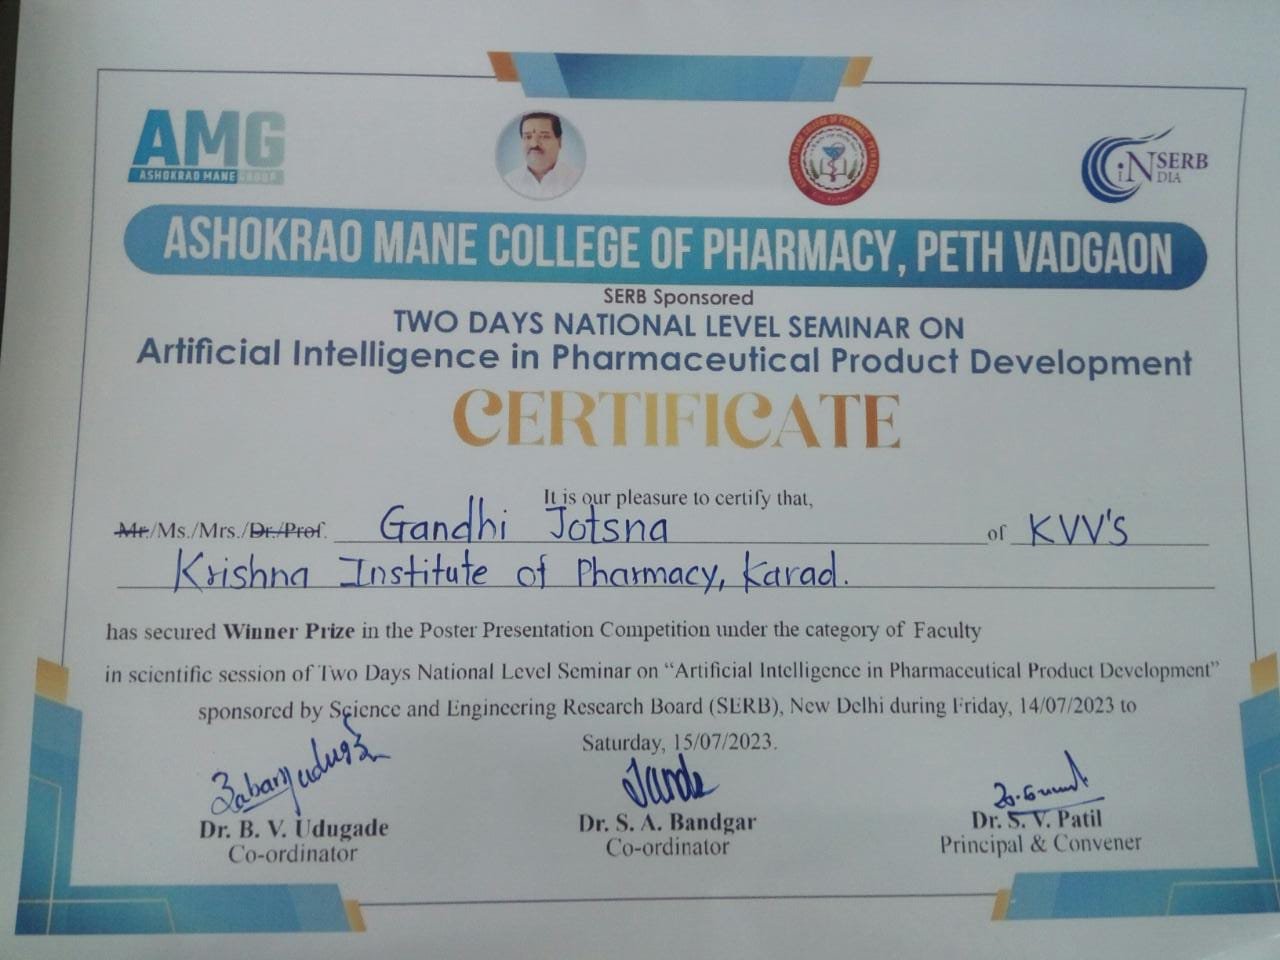 AMG
ASHOKRAO MANE GROUP
iN SERB
DIA
ASHOKRAO MANE COLLEGE OF PHARMACY, PETH VADGAON
SERB Sponsored
TWO DAYS NATIONAL LEVEL SEMINAR ON
Artificial Intelligence in Pharmaceutical Product Development
CERTIFICATE
It is our pleasure to certify that,
Mr./Ms./Mrs./Dr./Prof. Gandhi Jotsna of KVV'S
Krishna Institute of Pharmacy, Karad.
has secured Winner Prize in the Poster Presentation Competition under the category of Faculty
in scientific session of Two Days National Level Seminar on “Artificial Intelligence in Pharmaceutical Product Development”
sponsored by Science and Engineering Research Board (SERB), New Delhi during Friday, 14/07/2023 to
Saturday, 15/07/2023.
Dr. B. V. Udugade
Co-ordinator
Dr. S. A. Bandgar
Co-ordinator
Dr. S. V. Patil
Principal & Convener